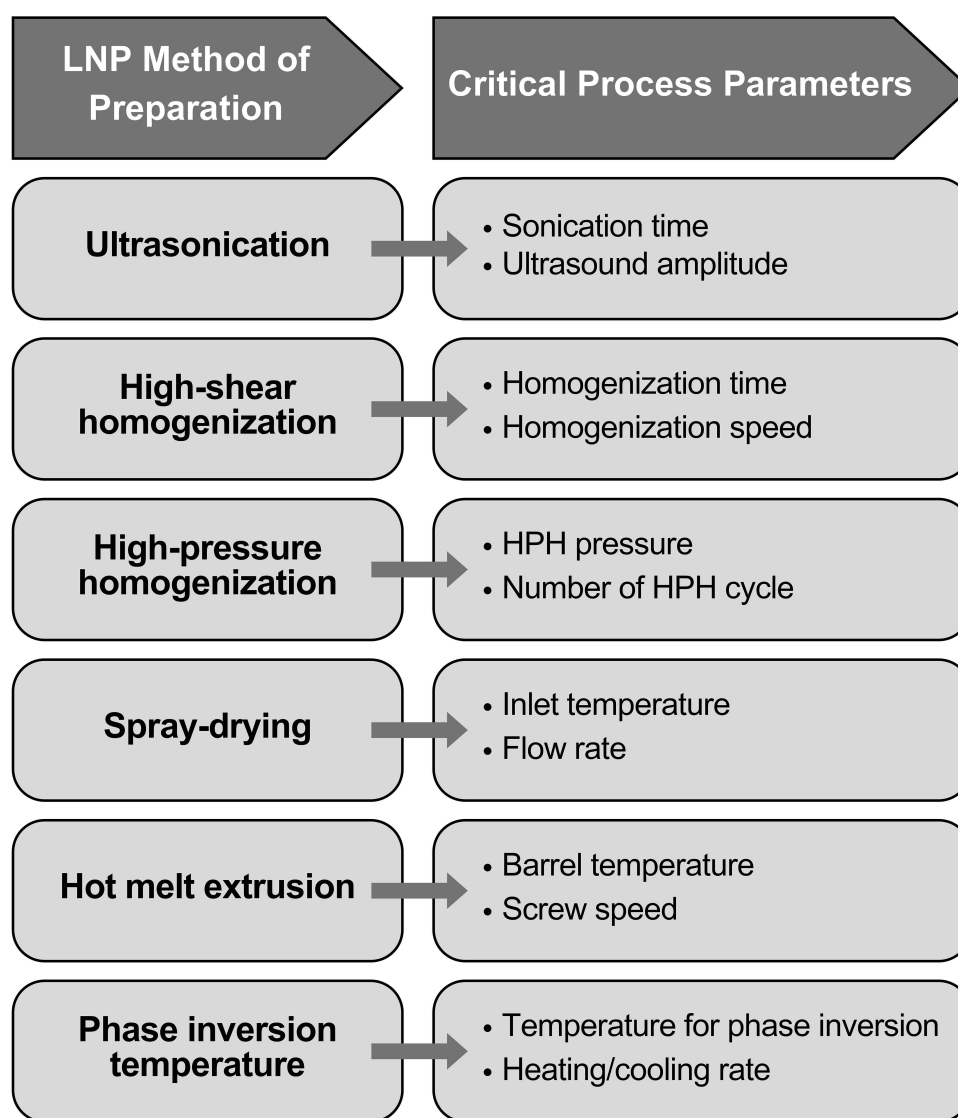 LNP Method of
Preparation
Critical Process Parameters
Ultrasonication
• Sonication time
• Ultrasound amplitude
High-shear
homogenization
• Homogenization time
• Homogenization speed
High-pressure
homogenization
• HPH pressure
• Number of HPH cycle
Spray-drying
• Inlet temperature
• Flow rate
Hot melt extrusion
• Barrel temperature
• Screw speed
Phase inversion
temperature
• Temperature for phase inversion
• Heating/cooling rate